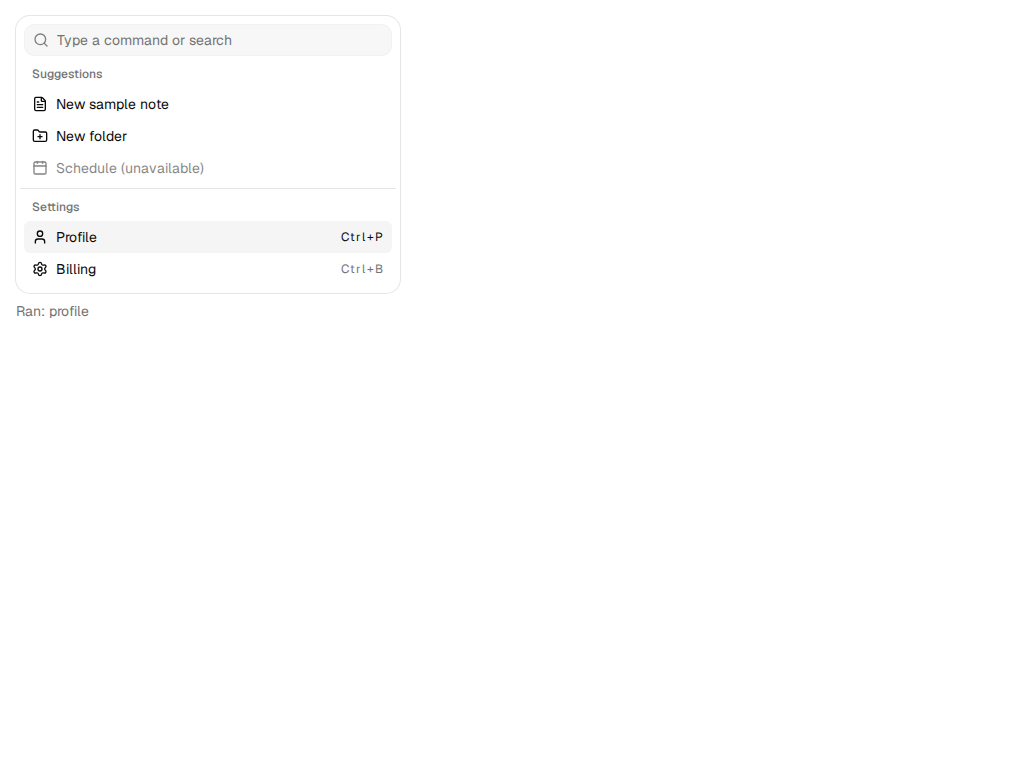 Type a command or search
Suggestions
New sample note
New folder
Schedule (unavailable)
Settings
Profile Ctrl+P
Billing Ctrl+B
Ran: profile